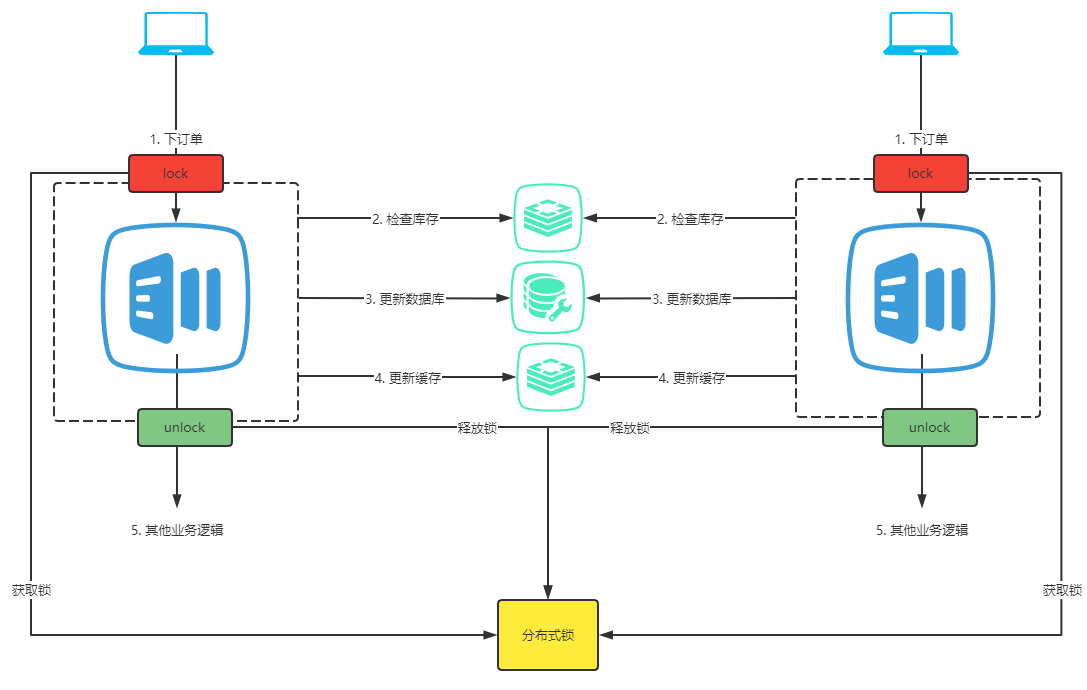 1. 下订单
1. 下订单
lock
lock
2. 检查库存
2. 检查库存
3. 更新数据库
3. 更新数据库
4. 更新缓存
4. 更新缓存
unlock
释放锁
释放锁
unlock
5. 其他业务逻辑
5. 其他业务逻辑
获取锁
获取锁
分布式锁